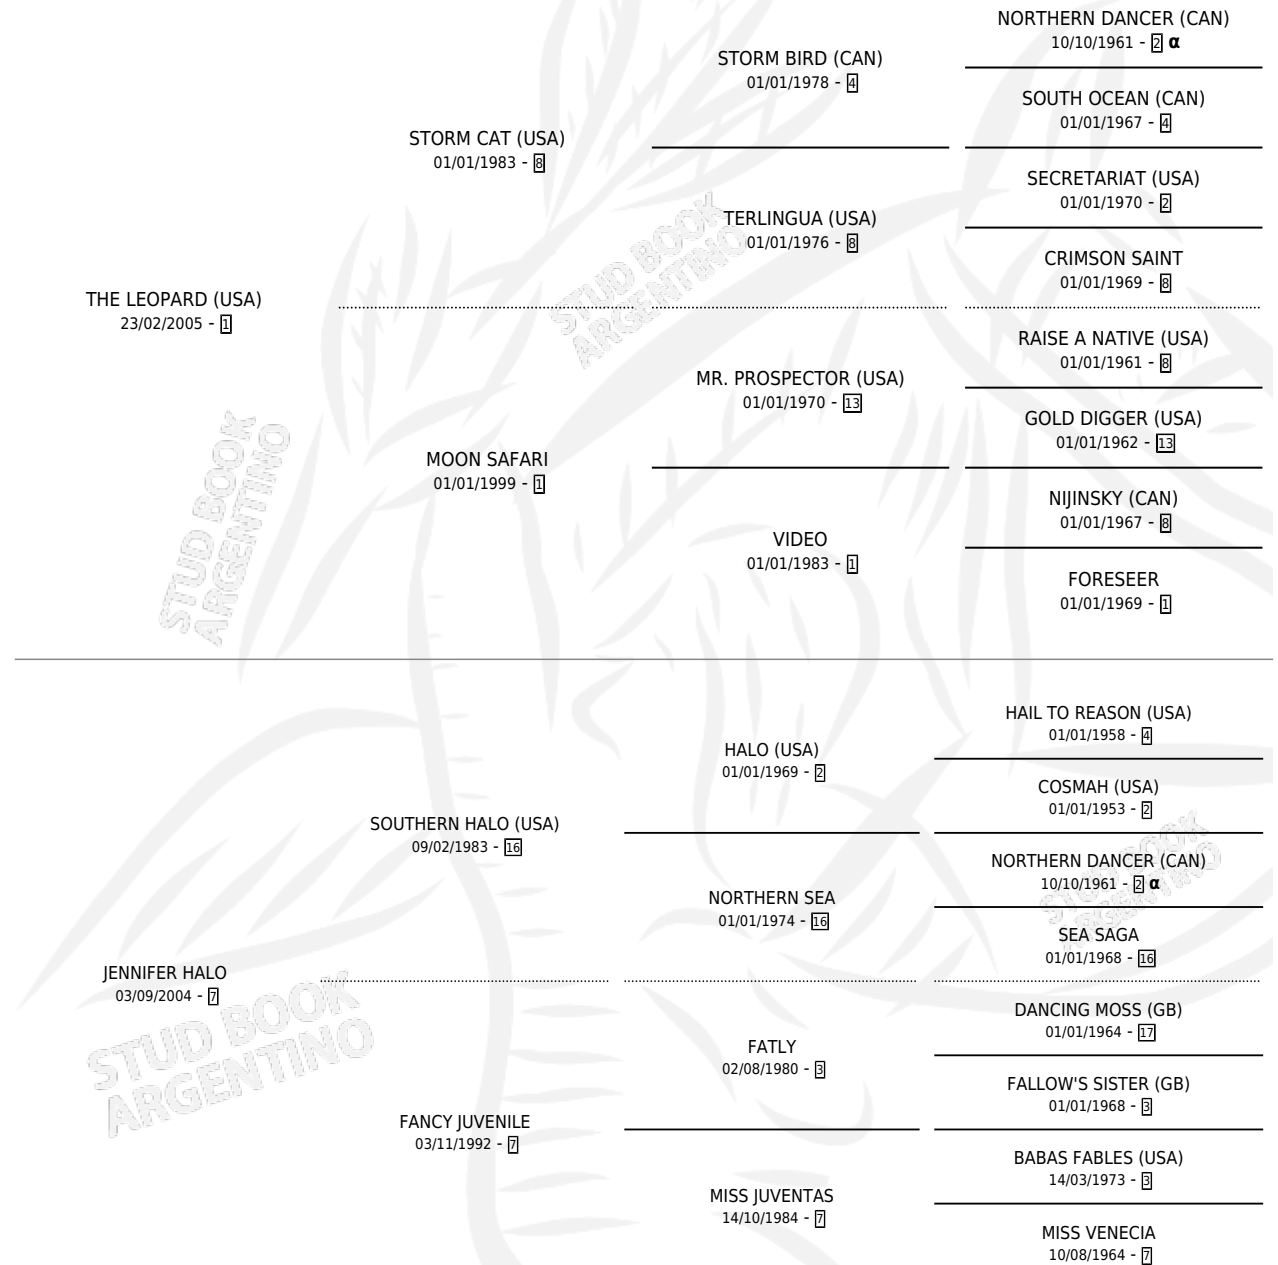 NORTHERN DANCER (CAN)
10/10/1961 - 2 α
STORM BIRD (CAN)
01/01/1978 - 4
SOUTH OCEAN (CAN)
01/01/1967 - 4
STORM CAT (USA)
01/01/1983 - 8
SECRETARIAT (USA)
01/01/1970 - 2
TERLINGUA (USA)
01/01/1976 - 8
CRIMSON SAINT
01/01/1969 - 8
THE LEOPARD (USA)
23/02/2005 - 1
RAISE A NATIVE (USA)
01/01/1961 - 8
MR. PROSPECTOR (USA)
01/01/1970 - 13
GOLD DIGGER (USA)
01/01/1962 - 13
MOON SAFARI
01/01/1999 - 1
NIJINSKY (CAN)
01/01/1967 - 8
VIDEO
01/01/1983 - 1
FORESEER
01/01/1969 - 1
HAIL TO REASON (USA)
01/01/1958 - 4
HALO (USA)
01/01/1969 - 2
COSMAH (USA)
01/01/1953 - 2
SOUTHERN HALO (USA)
09/02/1983 - 16
NORTHERN DANCER (CAN)
10/10/1961 - 2 α
NORTHERN SEA
01/01/1974 - 16
SEA SAGA
01/01/1968 - 16
JENNIFER HALO
03/09/2004 - 7
DANCING MOSS (GB)
01/01/1964 - 17
FATLY
02/08/1980 - 3
FALLOW'S SISTER (GB)
01/01/1968 - 3
FANCY JUVENILE
03/11/1992 - 7
BABAS FABLES (USA)
14/03/1973 - 3
MISS JUVENTAS
14/10/1984 - 7
MISS VENECIA
10/08/1964 - 7
STUD BOOK
ARGENTINO
STUD BOOK
ARGENTINO
STUD BOOK
ARGENTINO
STUD BOOK
ARGENTINO